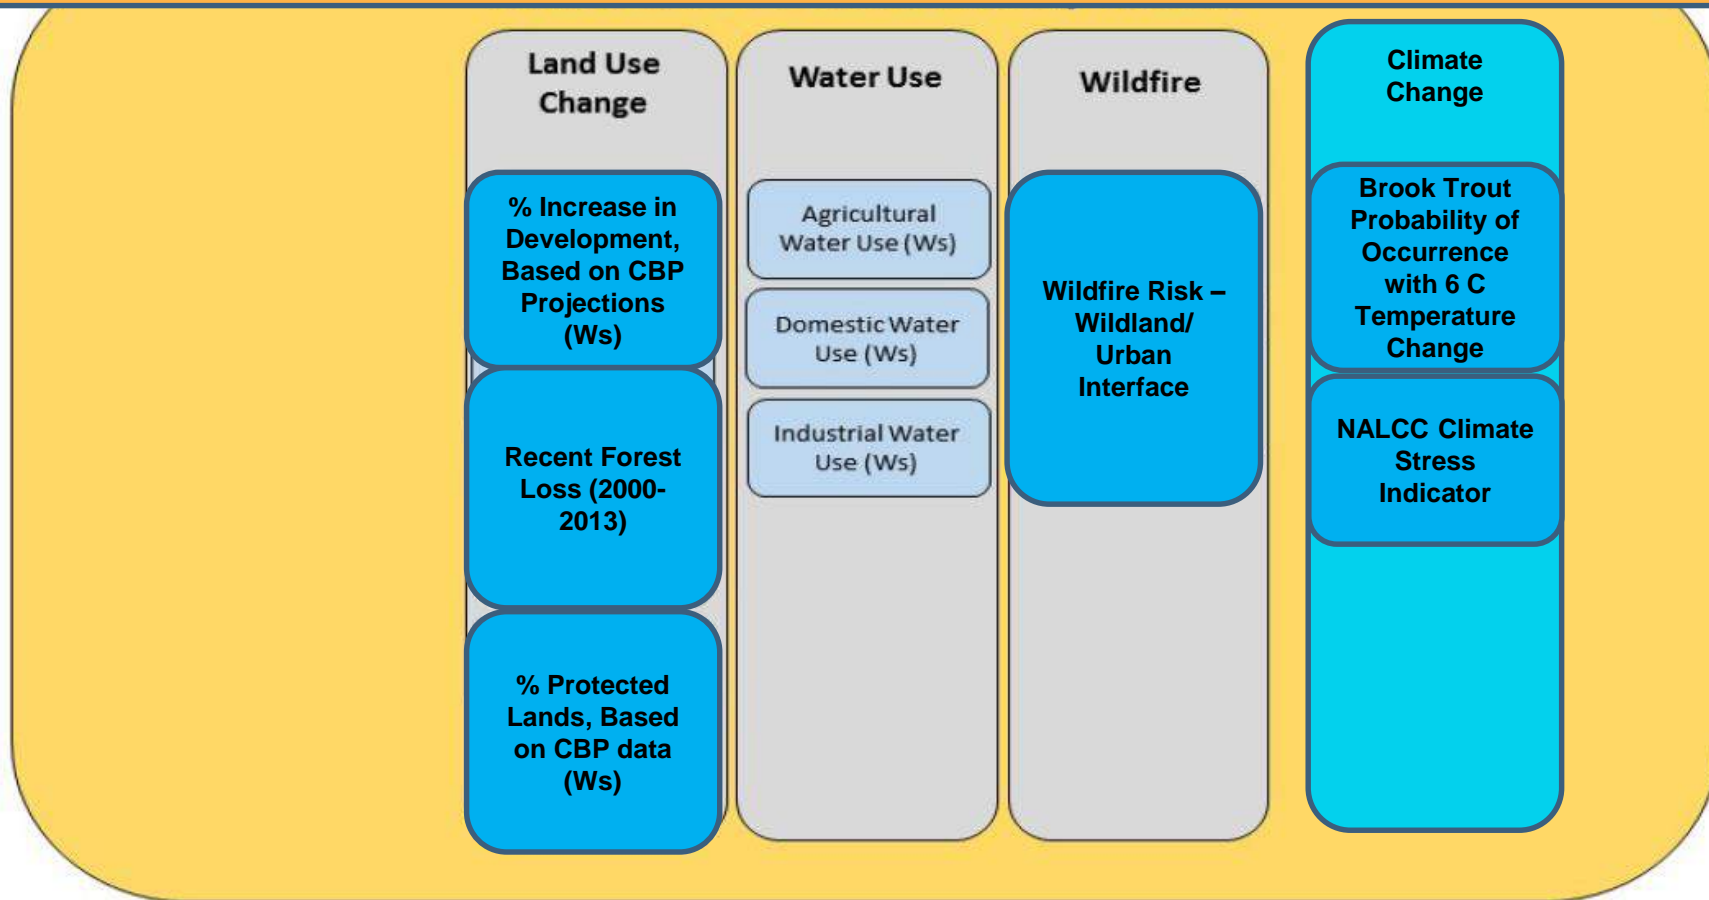 Land Use
Change
% Increase in
Development,
Based on CBP
Projections
(Ws)
Recent Forest
Loss (2000-
2013)
% Protected
Lands, Based
on CBP data
(Ws)
Water Use
Agricultural
Water Use (Ws)
Domestic Water
Use (Ws)
Industrial Water
Use (Ws)
Wildfire
Wildfire Risk –
Wildland/
Urban
Interface
Climate
Change
Brook Trout
Probability of
Occurrence
with 6 C
Temperature
Change
NALCC Climate
Stress
Indicator